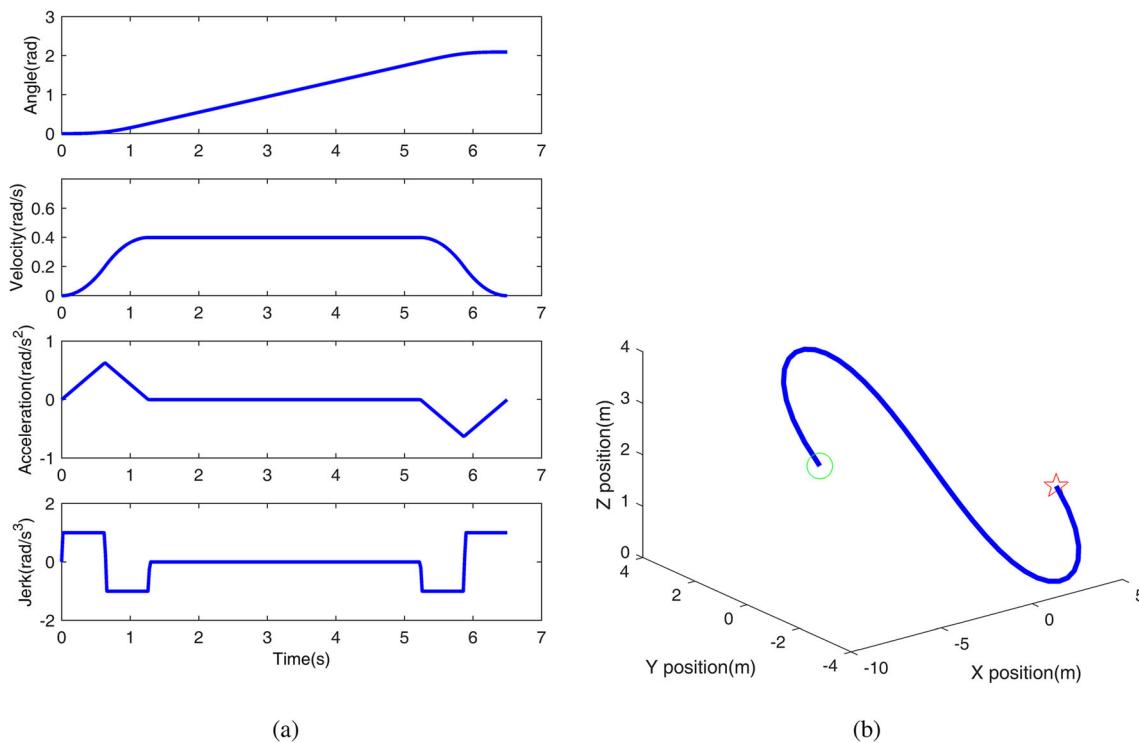 3
2
1
0
Angle(rad)
0 1 2 3 4 5 6 7
0.6
0.4
0.2
0
Velocity(rad/s)
0 1 2 3 4 5 6 7
1
0
-1
Acceleration(rad/s²)
0 1 2 3 4 5 6 7
2
0
-2
Jerk(rad/s³)
0 1 2 3 4 5 6 7
Time(s)
(a)
4
3
2
1
0
Z position(m)
4
2
0
-2
-4
Y position(m)
-10
-5
0
5
X position(m)
(b)